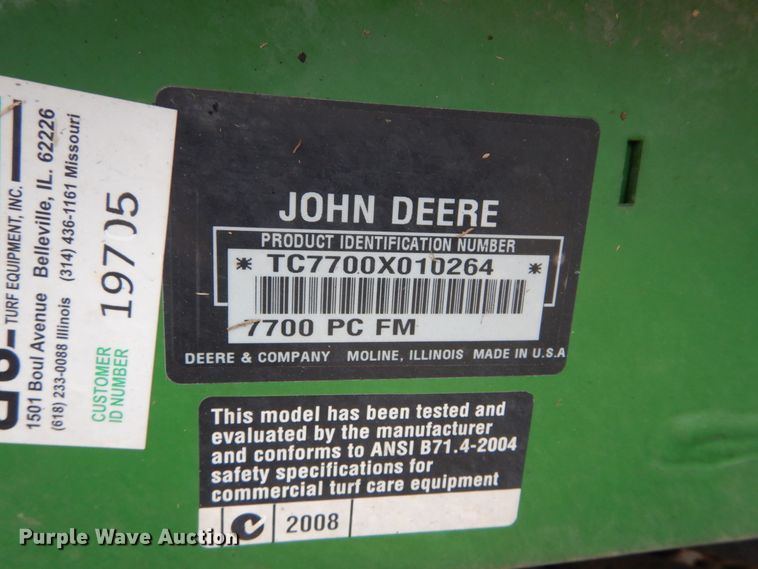 TURF EQUIPMENT, INC.
1501 Boul Avenue Belleville, IL. 62226
(618) 233-0088 Illinois (314) 436-1161 Missouri
CUSTOMER
ID NUMBER
19705
JOHN DEERE
PRODUCT IDENTIFICATION NUMBER
* TC7700X010264 *
7700 PC FM
DEERE & COMPANY MOLINE, ILLINOIS MADE IN U.S.A
This model has been tested and
evaluated by the manufacturer
and conforms to ANSI B71.4-2004
safety specifications for
commercial turf care equipment
2008
Purple Wave Auction